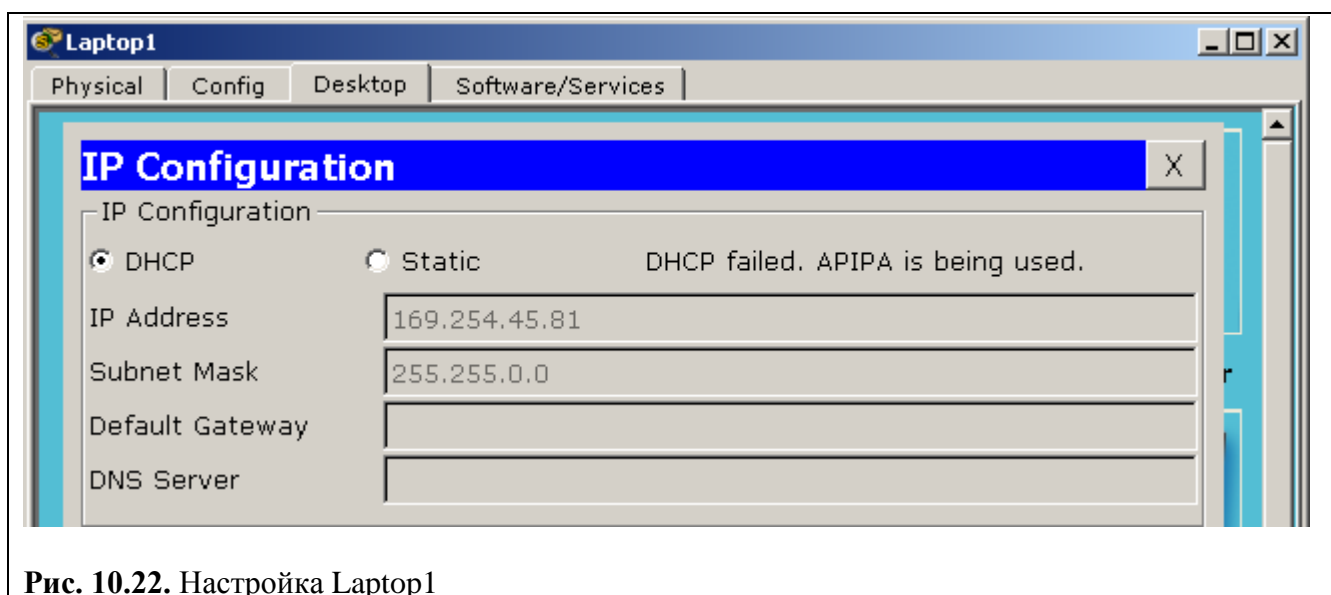 Laptop1
Physical Config Desktop Software/Services
IP Configuration X
IP Configuration
DHCP Static DHCP failed. APIPA is being used.
IP Address 169.254.45.81
Subnet Mask 255.255.0.0
r
Default Gateway
DNS Server
Рис. 10.22. Настройка Laptop1